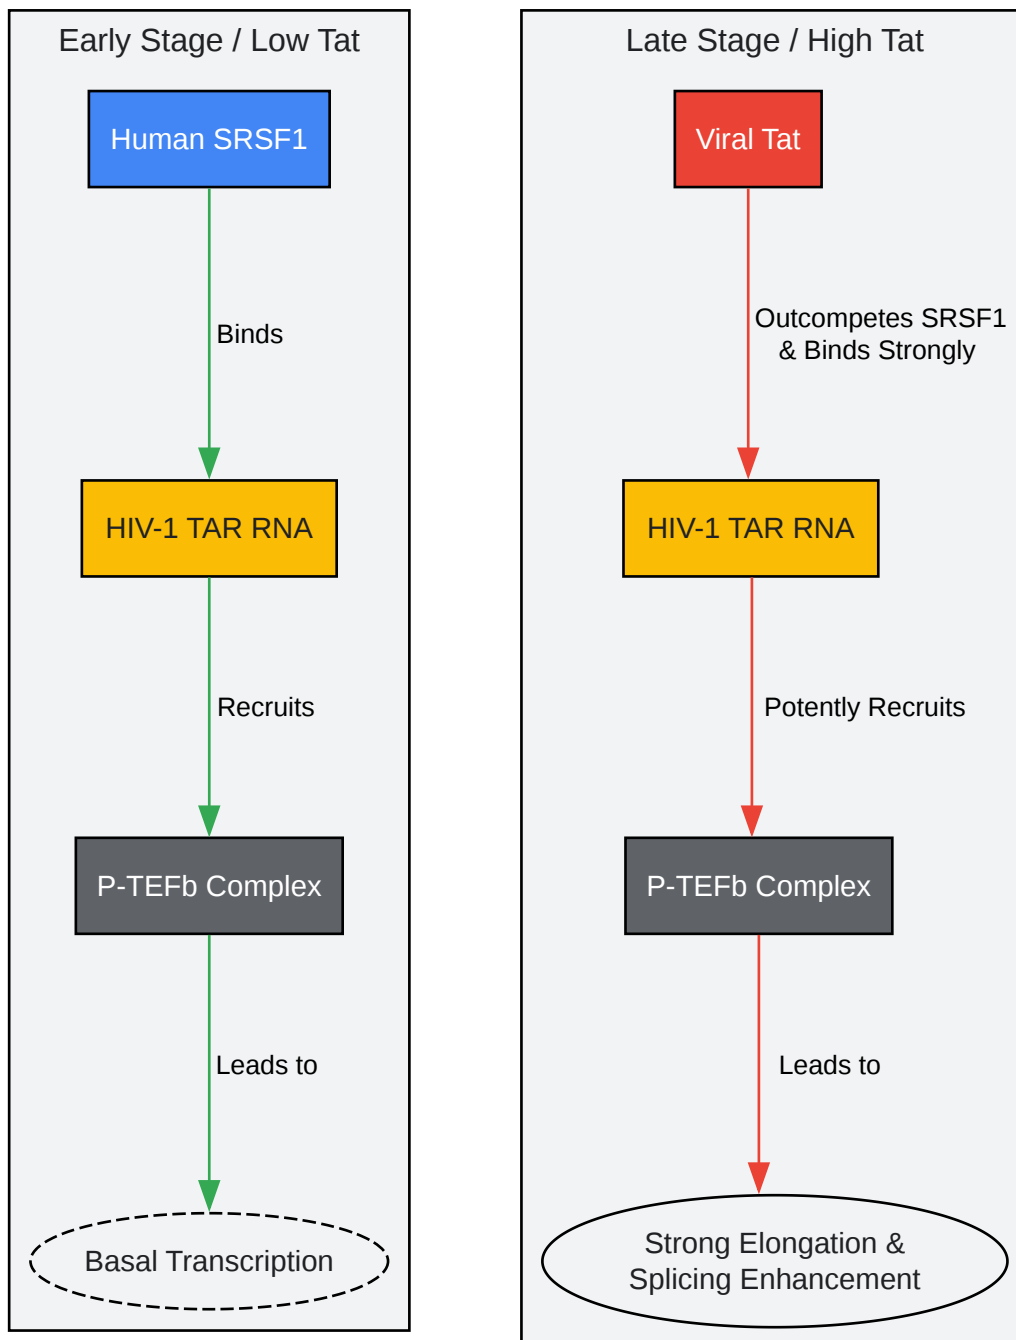 Early Stage / Low Tat
Human SRSF1
Binds
HIV-1 TAR RNA
Recruits
P-TEFb Complex
Leads to
Basal Transcription
Late Stage / High Tat
Viral Tat
Outcompetes SRSF1
& Binds Strongly
HIV-1 TAR RNA
Potently Recruits
P-TEFb Complex
Leads to
Strong Elongation &
Splicing Enhancement